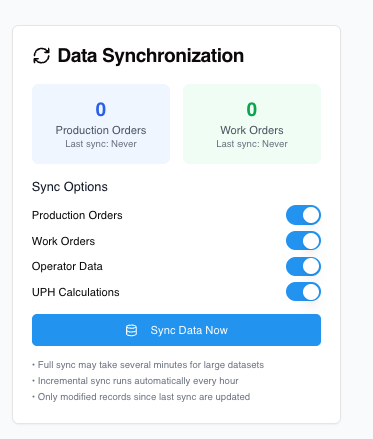 Data Synchronization
0
Production Orders
Last sync: Never
0
Work Orders
Last sync: Never
Sync Options
Production Orders
Work Orders
Operator Data
UPH Calculations
Sync Data Now
• Full sync may take several minutes for large datasets
• Incremental sync runs automatically every hour
• Only modified records since last sync are updated